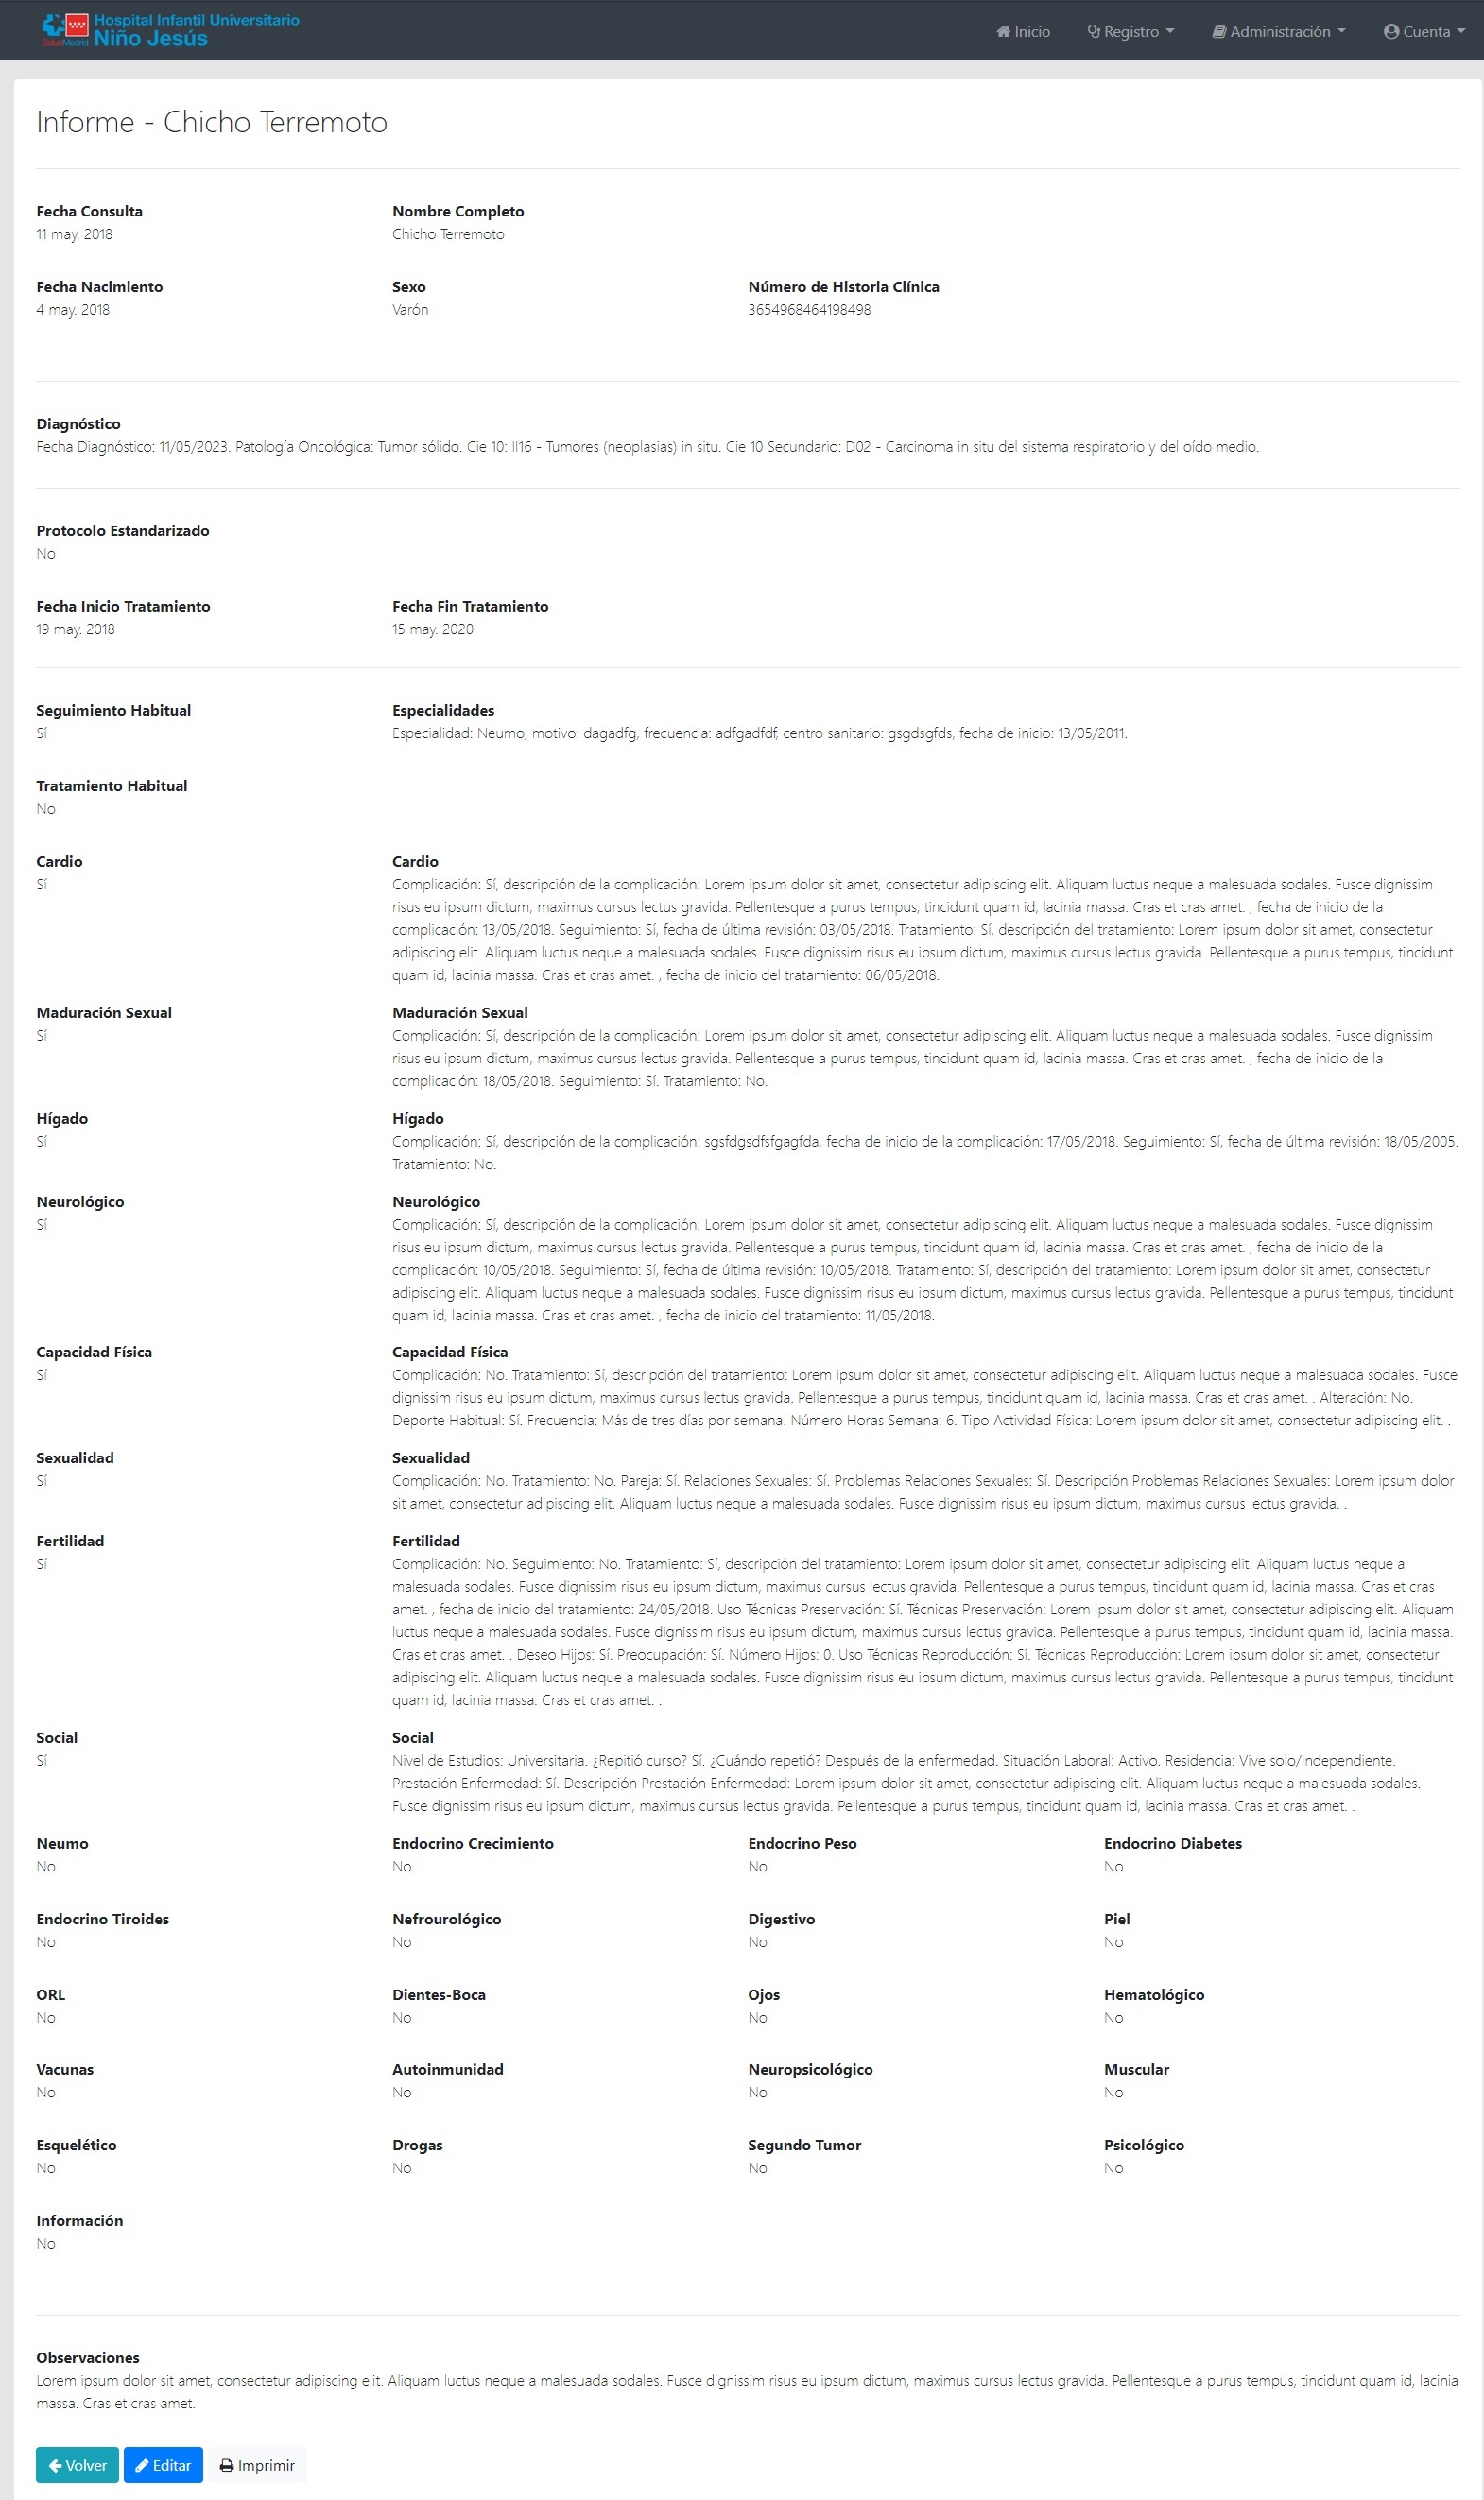 Hospital Infantil Universitario
Niño Jesús
SaludMadrid
Inicio Registro Administración Cuenta
Informe - Chicho Terremoto
Fecha Consulta Nombre Completo
11 may. 2018 Chicho Terremoto
Fecha Nacimiento Sexo Número de Historia Clínica
4 may. 2018 Varón 3654968464198498
Diagnóstico
Fecha Diagnóstico: 11/05/2023. Patología Oncológica: Tumor sólido. Cie 10: II16 - Tumores (neoplasias) in situ. Cie 10 Secundario: D02 - Carcinoma in situ del sistema respiratorio y del oído medio.
Protocolo Estandarizado
No
Fecha Inicio Tratamiento Fecha Fin Tratamiento
19 may. 2018 15 may. 2020
Seguimiento Habitual Especialidades
Sí Especialidad: Neumo, motivo: dagadfg, frecuencia: adfgadfdf, centro sanitario: gsgdsgfds, fecha de inicio: 13/05/2011.
Tratamiento Habitual
No
Cardio Cardio
Sí Complicación: Sí, descripción de la complicación: Lorem ipsum dolor sit amet, consectetur adipiscing elit. Aliquam luctus neque a malesuada sodales. Fusce dignissim
risus eu ipsum dictum, maximus cursus lectus gravida. Pellentesque a purus tempus, tincidunt quam id, lacinia massa. Cras et cras amet. , fecha de inicio de la
complicación: 13/05/2018. Seguimiento: Sí, fecha de última revisión: 03/05/2018. Tratamiento: Sí, descripción del tratamiento: Lorem ipsum dolor sit amet, consectetur
adipiscing elit. Aliquam luctus neque a malesuada sodales. Fusce dignissim risus eu ipsum dictum, maximus cursus lectus gravida. Pellentesque a purus tempus, tincidunt
quam id, lacinia massa. Cras et cras amet. , fecha de inicio del tratamiento: 06/05/2018.
Maduración Sexual Maduración Sexual
Sí Complicación: Sí, descripción de la complicación: Lorem ipsum dolor sit amet, consectetur adipiscing elit. Aliquam luctus neque a malesuada sodales. Fusce dignissim
risus eu ipsum dictum, maximus cursus lectus gravida. Pellentesque a purus tempus, tincidunt quam id, lacinia massa. Cras et cras amet. , fecha de inicio de la
complicación: 18/05/2018. Seguimiento: Sí. Tratamiento: No.
Hígado Hígado
Sí Complicación: Sí, descripción de la complicación: sgsfdgsdfsfgagfda, fecha de inicio de la complicación: 17/05/2018. Seguimiento: Sí, fecha de última revisión: 18/05/2005.
Tratamiento: No.
Neurológico Neurológico
Sí Complicación: Sí, descripción de la complicación: Lorem ipsum dolor sit amet, consectetur adipiscing elit. Aliquam luctus neque a malesuada sodales. Fusce dignissim
risus eu ipsum dictum, maximus cursus lectus gravida. Pellentesque a purus tempus, tincidunt quam id, lacinia massa. Cras et cras amet. , fecha de inicio de la
complicación: 10/05/2018. Seguimiento: Sí, fecha de última revisión: 10/05/2018. Tratamiento: Sí, descripción del tratamiento: Lorem ipsum dolor sit amet, consectetur
adipiscing elit. Aliquam luctus neque a malesuada sodales. Fusce dignissim risus eu ipsum dictum, maximus cursus lectus gravida. Pellentesque a purus tempus, tincidunt
quam id, lacinia massa. Cras et cras amet. , fecha de inicio del tratamiento: 11/05/2018.
Capacidad Física Capacidad Física
Sí Complicación: No. Tratamiento: Sí, descripción del tratamiento: Lorem ipsum dolor sit amet, consectetur adipiscing elit. Aliquam luctus neque a malesuada sodales. Fusce
dignissim risus eu ipsum dictum, maximus cursus lectus gravida. Pellentesque a purus tempus, tincidunt quam id, lacinia massa. Cras et cras amet. . Alteración: No.
Deporte Habitual: Sí. Frecuencia: Más de tres días por semana. Número Horas Semana: 6. Tipo Actividad Física: Lorem ipsum dolor sit amet, consectetur adipiscing elit. .
Sexualidad Sexualidad
Sí Complicación: No. Tratamiento: No. Pareja: Sí. Relaciones Sexuales: Sí. Problemas Relaciones Sexuales: Sí. Descripción Problemas Relaciones Sexuales: Lorem ipsum dolor
sit amet, consectetur adipiscing elit. Aliquam luctus neque a malesuada sodales. Fusce dignissim risus eu ipsum dictum, maximus cursus lectus gravida. .
Fertilidad Fertilidad
Sí Complicación: No. Seguimiento: No. Tratamiento: Sí, descripción del tratamiento: Lorem ipsum dolor sit amet, consectetur adipiscing elit. Aliquam luctus neque a
malesuada sodales. Fusce dignissim risus eu ipsum dictum, maximus cursus lectus gravida. Pellentesque a purus tempus, tincidunt quam id, lacinia massa. Cras et cras
amet. , fecha de inicio del tratamiento: 24/05/2018. Uso Técnicas Preservación: Sí. Técnicas Preservación: Lorem ipsum dolor sit amet, consectetur adipiscing elit. Aliquam
luctus neque a malesuada sodales. Fusce dignissim risus eu ipsum dictum, maximus cursus lectus gravida. Pellentesque a purus tempus, tincidunt quam id, lacinia massa.
Cras et cras amet. . Deseo Hijos: Sí. Preocupación: Sí. Número Hijos: 0. Uso Técnicas Reproducción: Sí. Técnicas Reproducción: Lorem ipsum dolor sit amet, consectetur
adipiscing elit. Aliquam luctus neque a malesuada sodales. Fusce dignissim risus eu ipsum dictum, maximus cursus lectus gravida. Pellentesque a purus tempus, tincidunt
quam id, lacinia massa. Cras et cras amet. .
Social Social
Sí Nivel de Estudios: Universitaria. ¿Repitió curso? Sí. ¿Cuándo repetió? Después de la enfermedad. Situación Laboral: Activo. Residencia: Vive solo/Independiente.
Prestación Enfermedad: Sí. Descripción Prestación Enfermedad: Lorem ipsum dolor sit amet, consectetur adipiscing elit. Aliquam luctus neque a malesuada sodales.
Fusce dignissim risus eu ipsum dictum, maximus cursus lectus gravida. Pellentesque a purus tempus, tincidunt quam id, lacinia massa. Cras et cras amet. .
Neumo Endocrino Crecimiento Endocrino Peso Endocrino Diabetes
No No No No
Endocrino Tiroides Nefrourológico Digestivo Piel
No No No No
ORL Dientes-Boca Ojos Hematológico
No No No No
Vacunas Autoinmunidad Neuropsicológico Muscular
No No No No
Esquelético Drogas Segundo Tumor Psicológico
No No No No
Información
No
Observaciones
Lorem ipsum dolor sit amet, consectetur adipiscing elit. Aliquam luctus neque a malesuada sodales. Fusce dignissim risus eu ipsum dictum, maximus cursus lectus gravida. Pellentesque a purus tempus, tincidunt quam id, lacinia
massa. Cras et cras amet.
Volver Editar Imprimir